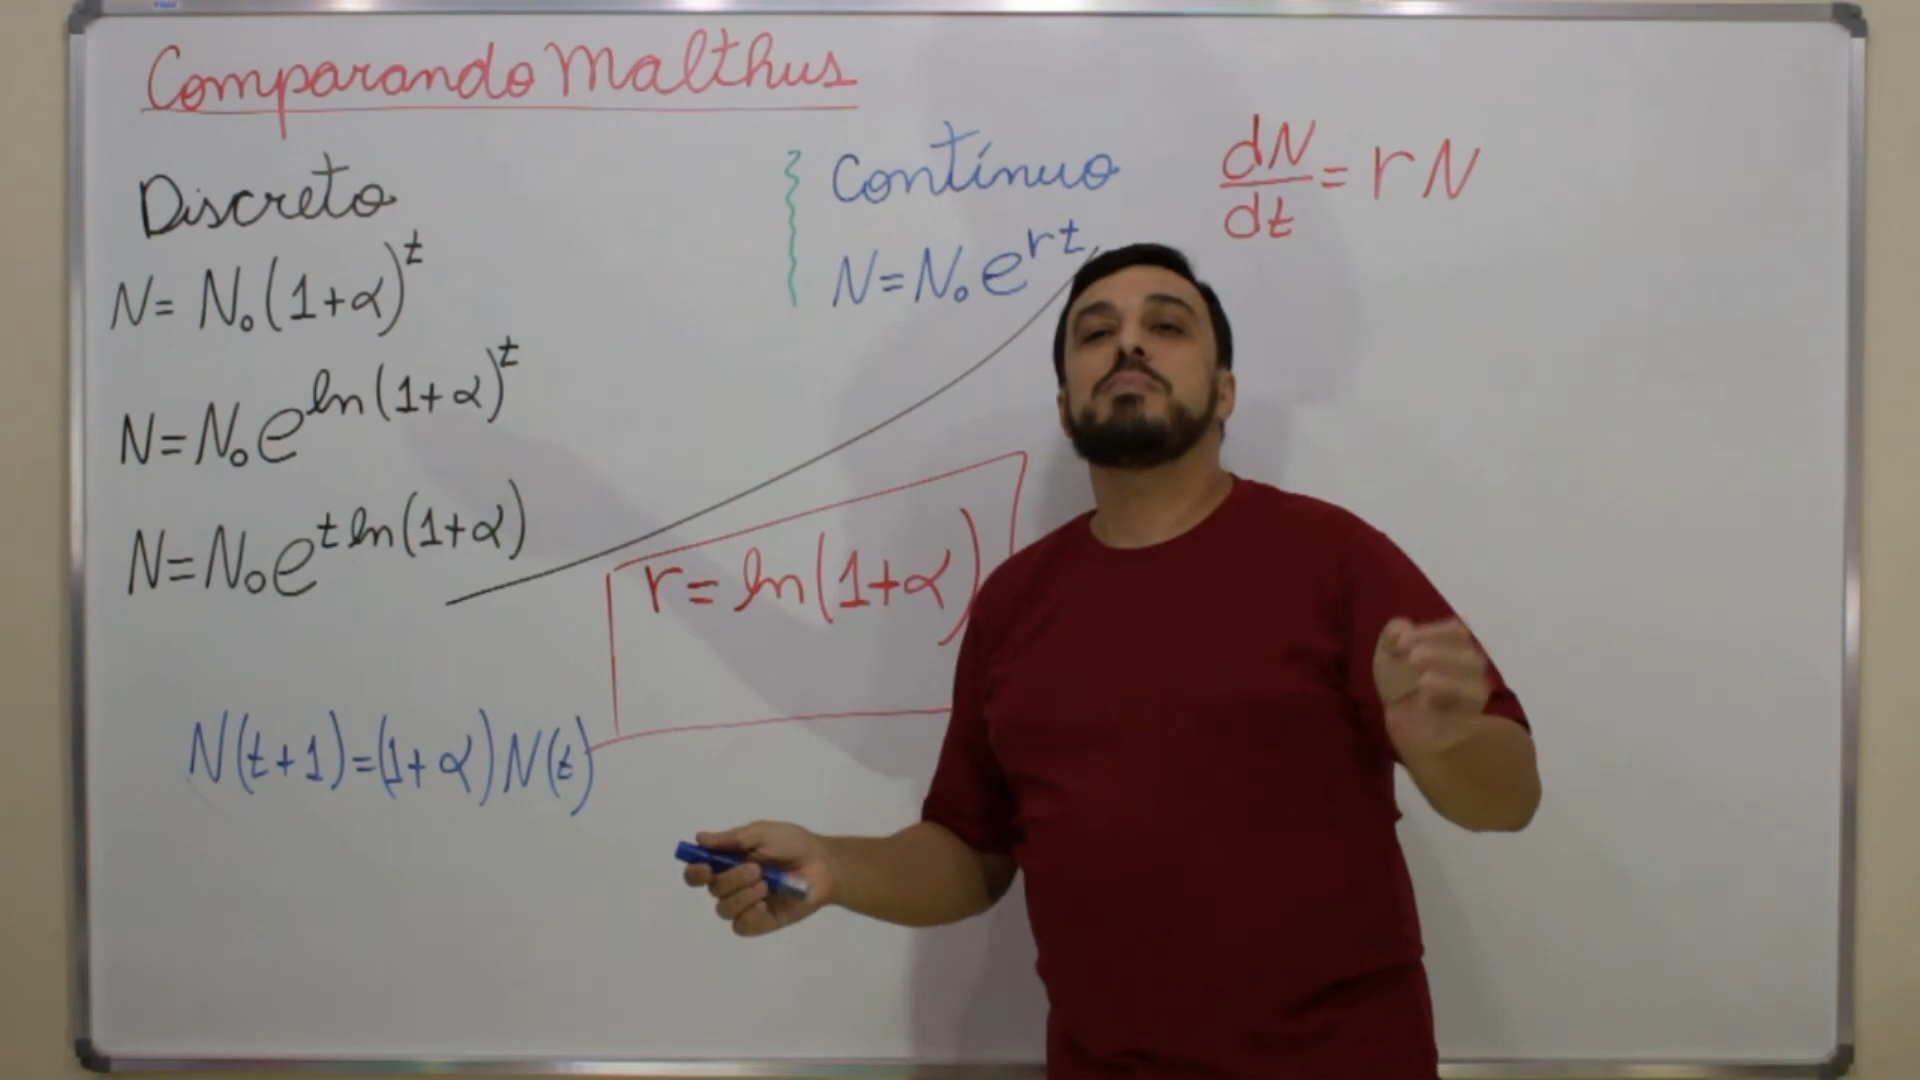 Comparando Malthus
Discreto
N = N₀(1+α)^t
N = N₀e^ln(1+α)^t
N = N₀e^t ln(1+α)
N(t+1) = (1+α)N(t)
Contínuo
N = N₀e^rt
dN/dt = rN
r = ln(1+α)